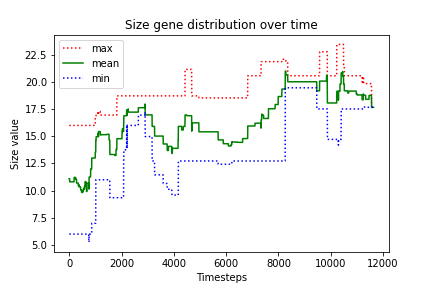 Size gene distribution over time
max
mean
min
Size value
22.5
20.0
17.5
15.0
12.5
10.0
7.5
5.0
0 2000 4000 6000 8000 10000 12000
Timesteps